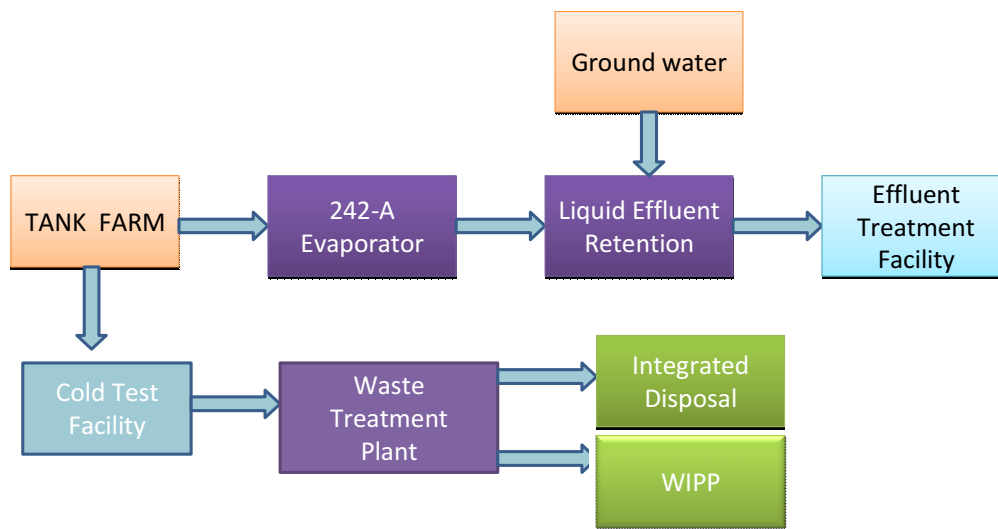 Ground water
TANK FARM
242-A
Evaporator
Liquid Effluent
Retention
Effluent
Treatment
Facility
Cold Test
Facility
Waste
Treatment
Plant
Integrated
Disposal
WIPP